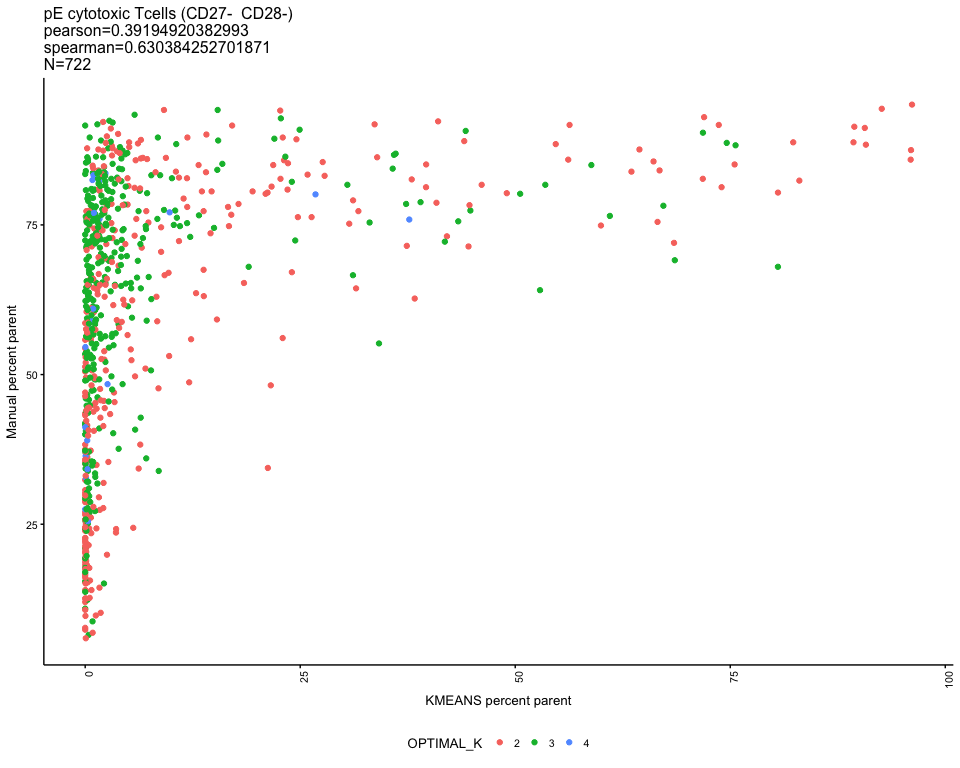 pE cytotoxic Tcells (CD27-  CD28-)
pearson=0.39194920382993
spearman=0.630384252701871
N=722
Manual percent parent
75
50
25
0
25
50
75
100
KMEANS percent parent
OPTIMAL_K
2
3
4